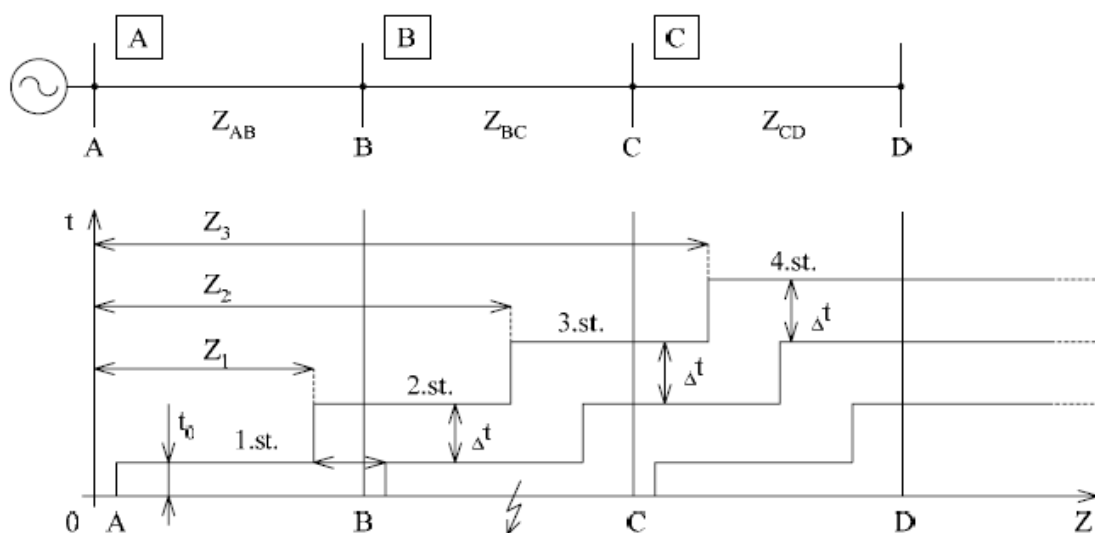 A B C
Z_AB Z_BC Z_CD
A B C D
t
Z_3
4.st.
Z_2
Δt
3.st.
Z_1
Δt
2.st.
t_0
1.st.
Δt
0 A B C D Z